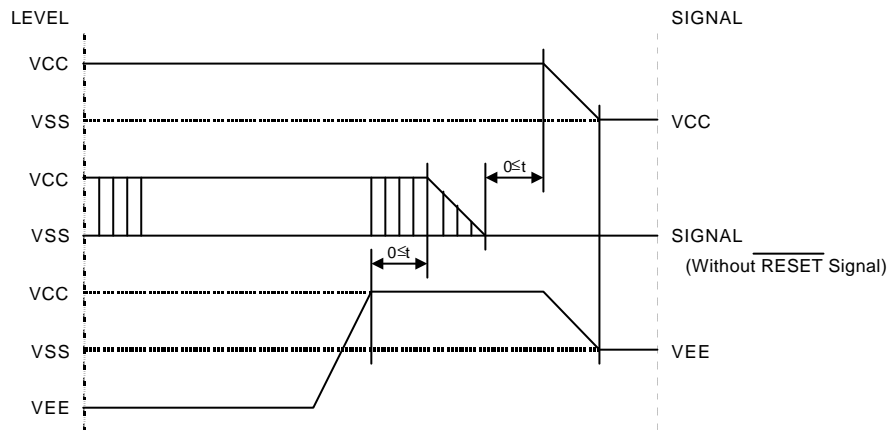 LEVEL SIGNAL
VCC
VSS VCC
VCC 0≤t
VSS SIGNAL
(Without RESET Signal)
0≤t
VCC
VSS VEE
VEE